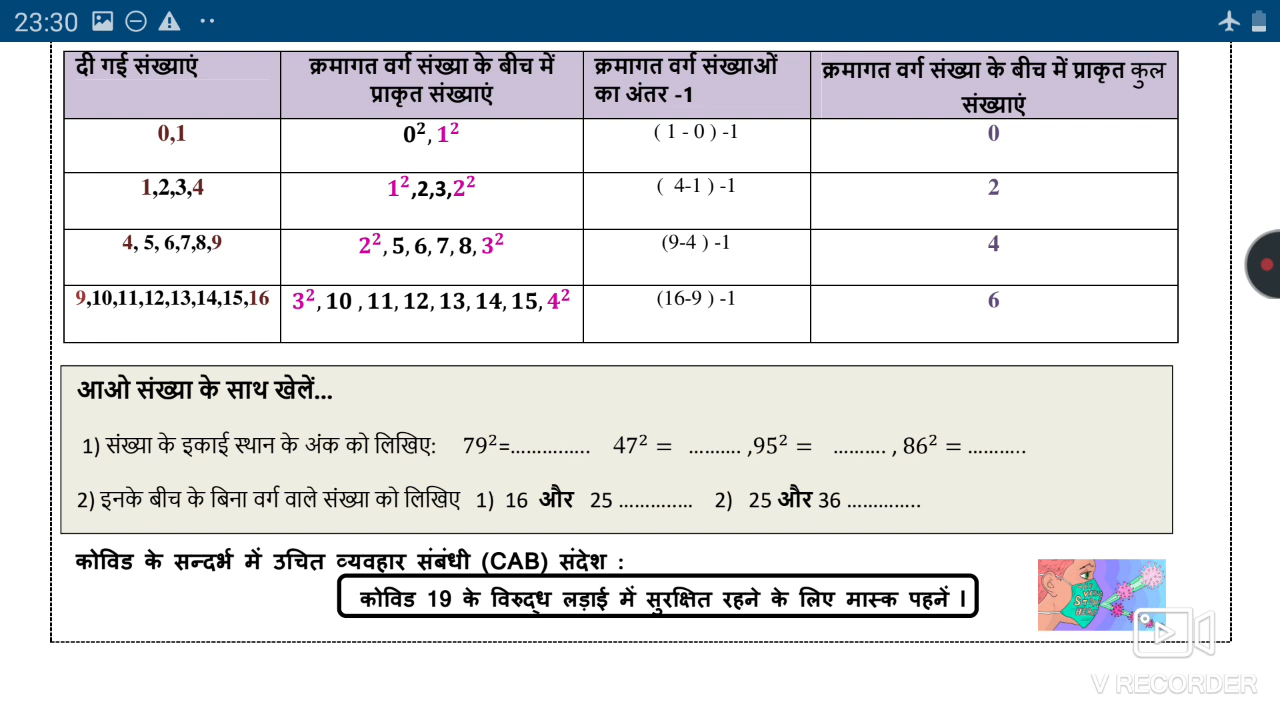 23:30
दी गई संख्याएं
क्रमागत वर्ग संख्या के बीच में
प्राकृत संख्याएं
क्रमागत वर्ग संख्याओं
का अंतर -1
क्रमागत वर्ग संख्या के बीच में प्राकृत कुल
संख्याएं
0,1
0², 1²
( 1 - 0 ) -1
0
1,2,3,4
1²,2,3,2²
( 4-1 ) -1
2
4, 5, 6,7,8,9
2², 5, 6, 7, 8, 3²
(9-4 ) -1
4
9,10,11,12,13,14,15,16
3², 10 , 11, 12, 13, 14, 15, 4²
(16-9 ) -1
6
आओ संख्या के साथ खेलें...
1) संख्या के इकाई स्थान के अंक को लिखिए: 79²=............... 47² = .......... ,95² = .......... , 86² = ...........
2) इनके बीच के बिना वर्ग वाले संख्या को लिखिए 1) 16 और 25 .............. 2) 25 और 36 .............
कोविड के सन्दर्भ में उचित व्यवहार संबंधी (CAB) संदेश :
कोविड 19 के विरुद्ध लड़ाई में सुरक्षित रहने के लिए मास्क पहनें ।
V RECORDER